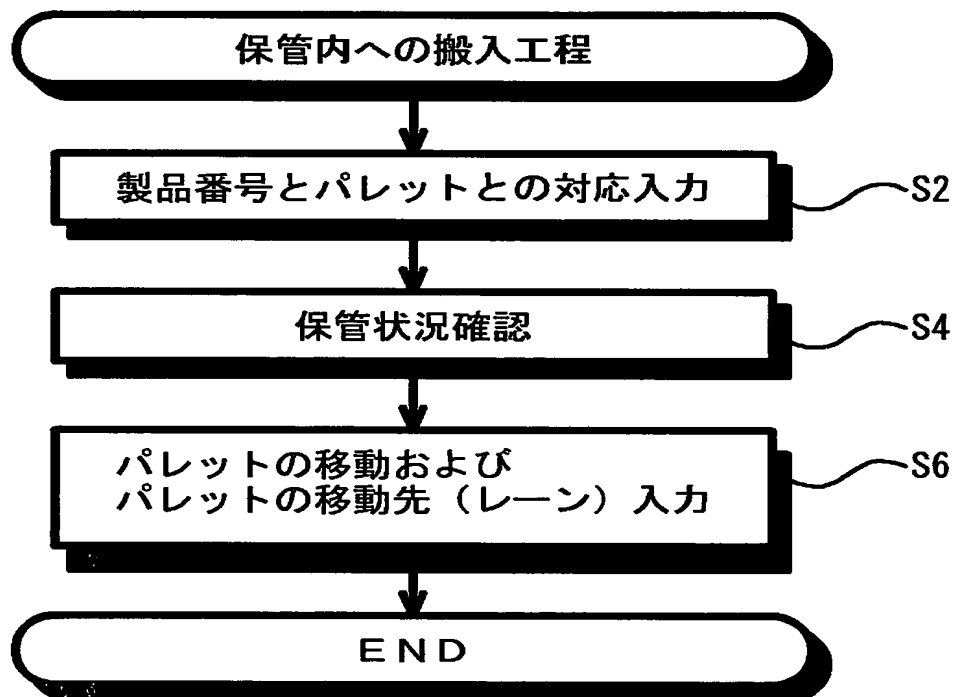 保管内への搬入工程
製品番号とパレットとの対応入力
S2
保管状況確認
S4
パレットの移動および
パレットの移動先（レーン）入力
S6
END